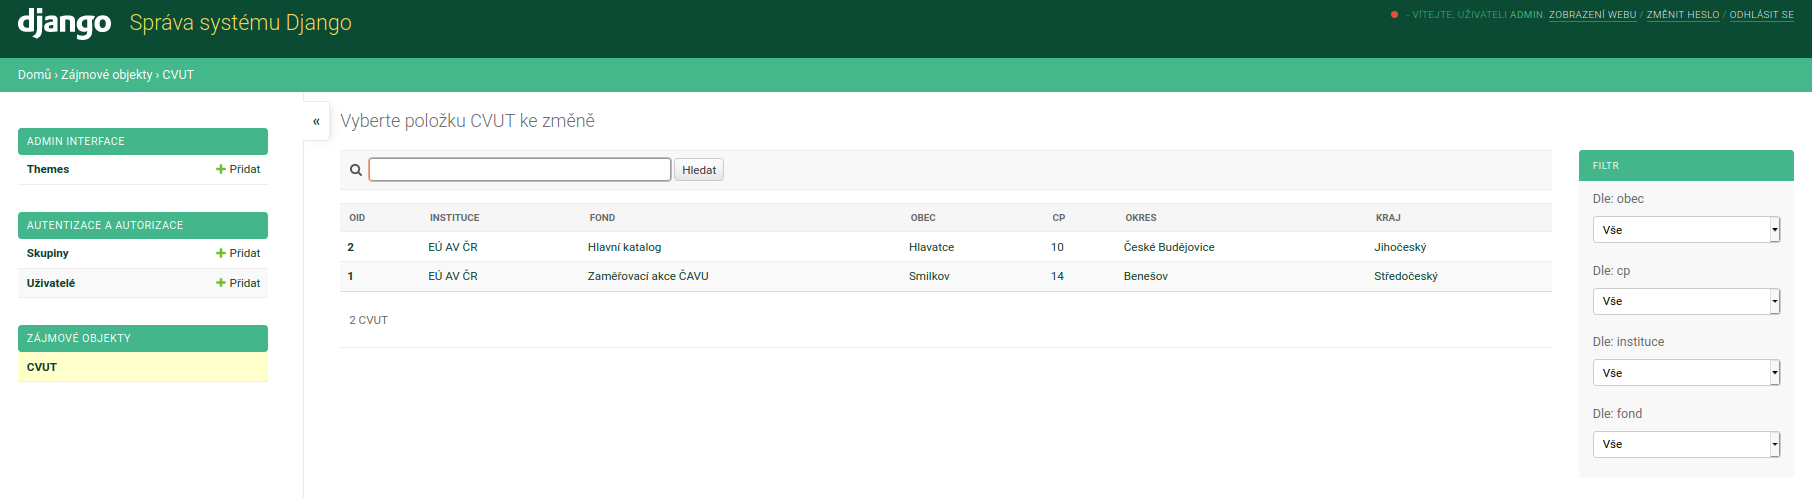 django Správa systému Django
- VÍTEJTE, UŽIVATELI ADMIN. ZOBRAZENÍ WEBU / ZMĚNIT HESLO / ODHLÁSIT SE
Domů › Zájmové objekty › CVUT
ADMIN INTERFACE
Themes Přidat
AUTENTIZACE A AUTORIZACE
Skupiny Přidat
Uživatelé Přidat
ZÁJMOVÉ OBJEKTY
CVUT
«
Vyberte položku CVUT ke změně
Hledat
OID INSTITUCE FOND OBEC CP OKRES KRAJ
2 EÚ AV ČR Hlavní katalog Hlavatce 10 České Budějovice Jihočeský
1 EÚ AV ČR Zaměřovací akce ČAVU Smilkov 14 Benešov Středočeský
2 CVUT
FILTR
Dle: obec
Vše
Dle: cp
Vše
Dle: instituce
Vše
Dle: fond
Vše